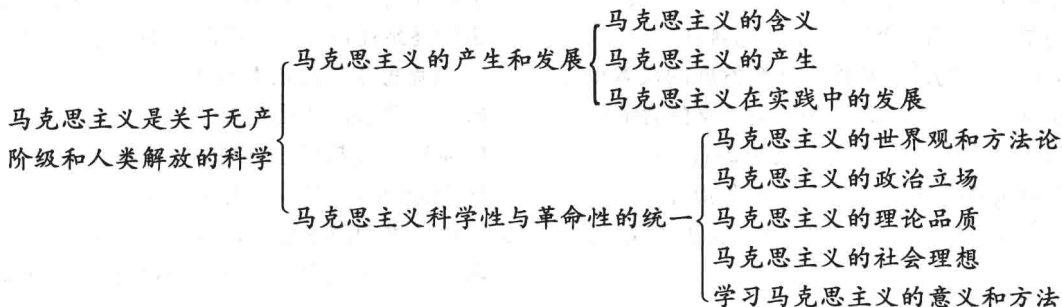 马克思主义是关于无产
阶级和人类解放的科学
马克思主义的产生和发展
马克思主义的含义
马克思主义的产生
马克思主义在实践中的发展
马克思主义科学性与革命性的统一
马克思主义的世界观和方法论
马克思主义的政治立场
马克思主义的理论品质
马克思主义的社会理想
学习马克思主义的意义和方法